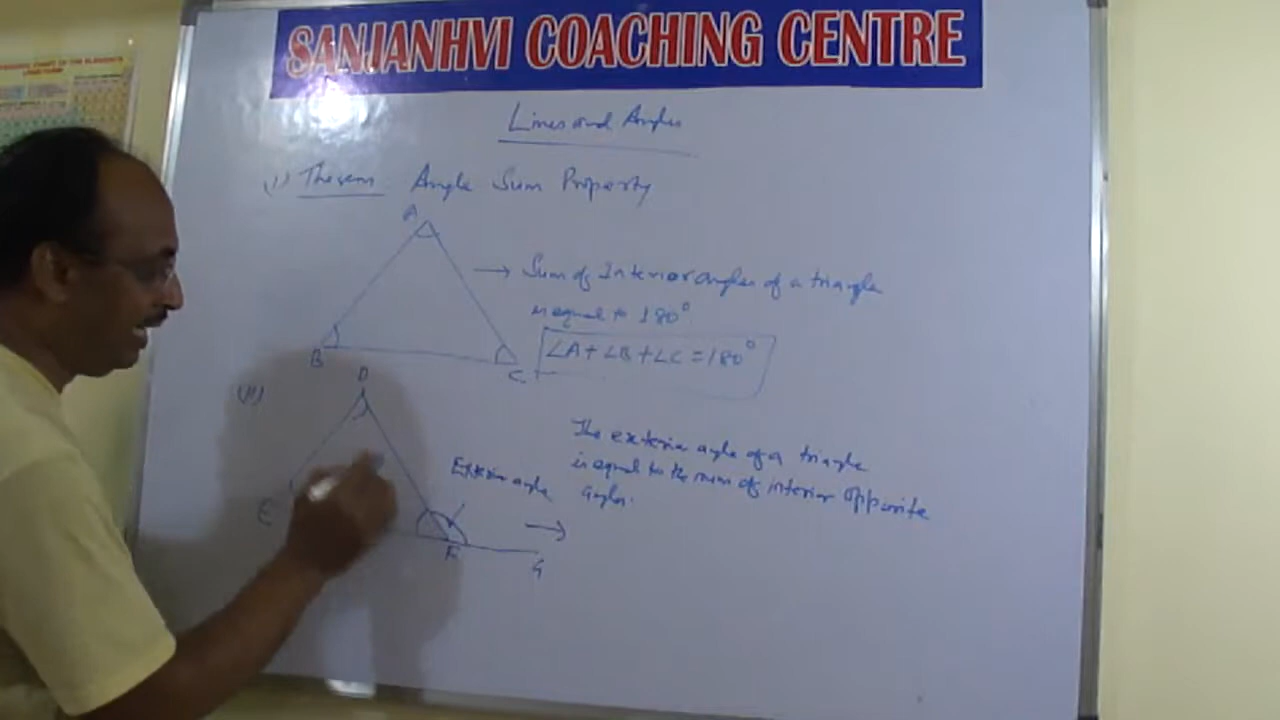 SANJANHVI COACHING CENTRE
Lines and Angles
(I) Theorem Angle Sum Property
A
→ Sum of Interior angles of a triangle
is equal to 180°
∠A+∠B+∠C=180°
B
C
(II)
D
The exterior angle of a triangle
is equal to the sum of interior opposite
angles.
Exterior angle
E
→
F
G